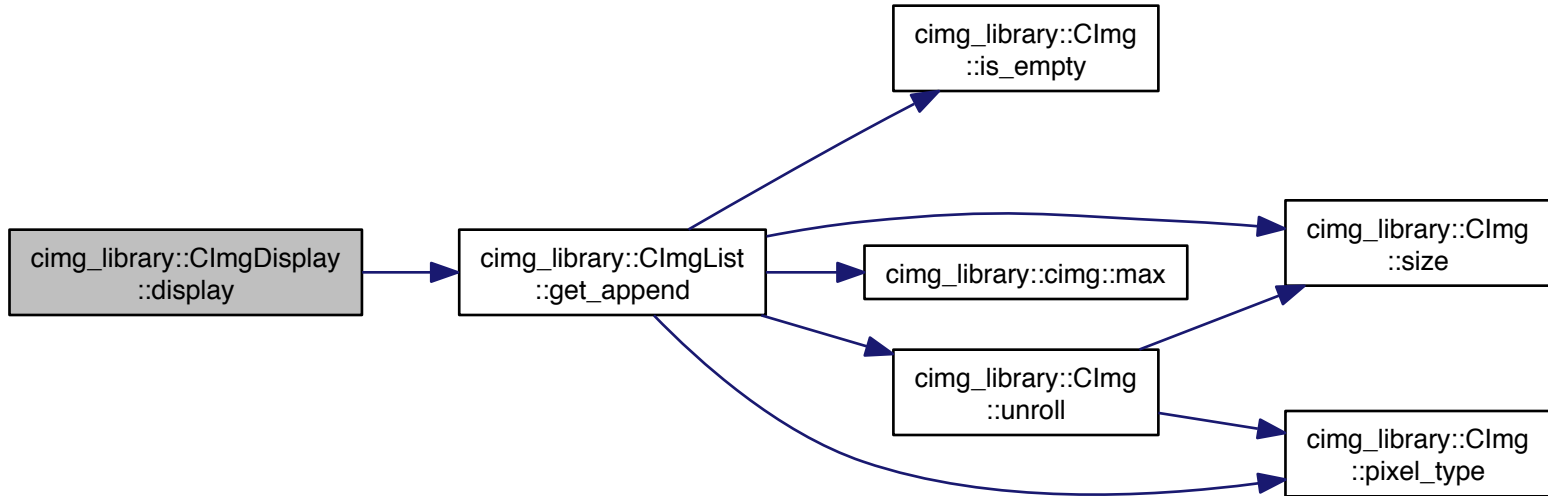 cimg_library::CImg
::is_empty
cimg_library::CImgDisplay
::display
cimg_library::CImgList
::get_append
cimg_library::cimg::max
cimg_library::CImg
::size
cimg_library::CImg
::unroll
cimg_library::CImg
::pixel_type